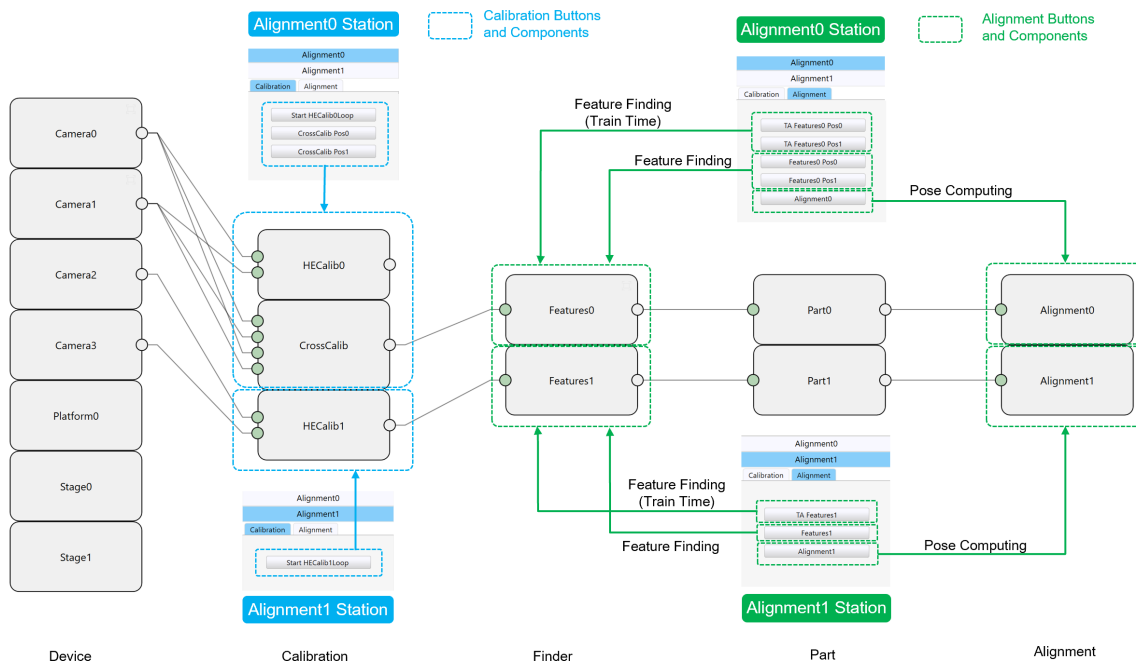 Alignment0 Station
Calibration Buttons
and Components
Alignment0 Station
Alignment Buttons
and Components
Alignment0
Alignment1
Calibration
Alignment
Start HECalib0Loop
CrossCalib Pos0
CrossCalib Pos1
Alignment0
Alignment1
Calibration
Alignment
TA Features0 Pos0
TA Features0 Pos1
Features0 Pos0
Features0 Pos1
Alignment0
Feature Finding
(Train Time)
Feature Finding
Pose Computing
Camera0
Camera1
Camera2
Camera3
Platform0
Stage0
Stage1
HECalib0
CrossCalib
HECalib1
Features0
Features1
Part0
Part1
Alignment0
Alignment1
Alignment0
Alignment1
Calibration
Alignment
Start HECalib1Loop
Alignment1 Station
Feature Finding
(Train Time)
Feature Finding
Alignment0
Alignment1
Calibration
Alignment
TA Features1
Features1
Alignment1
Pose Computing
Alignment1 Station
Device
Calibration
Finder
Part
Alignment